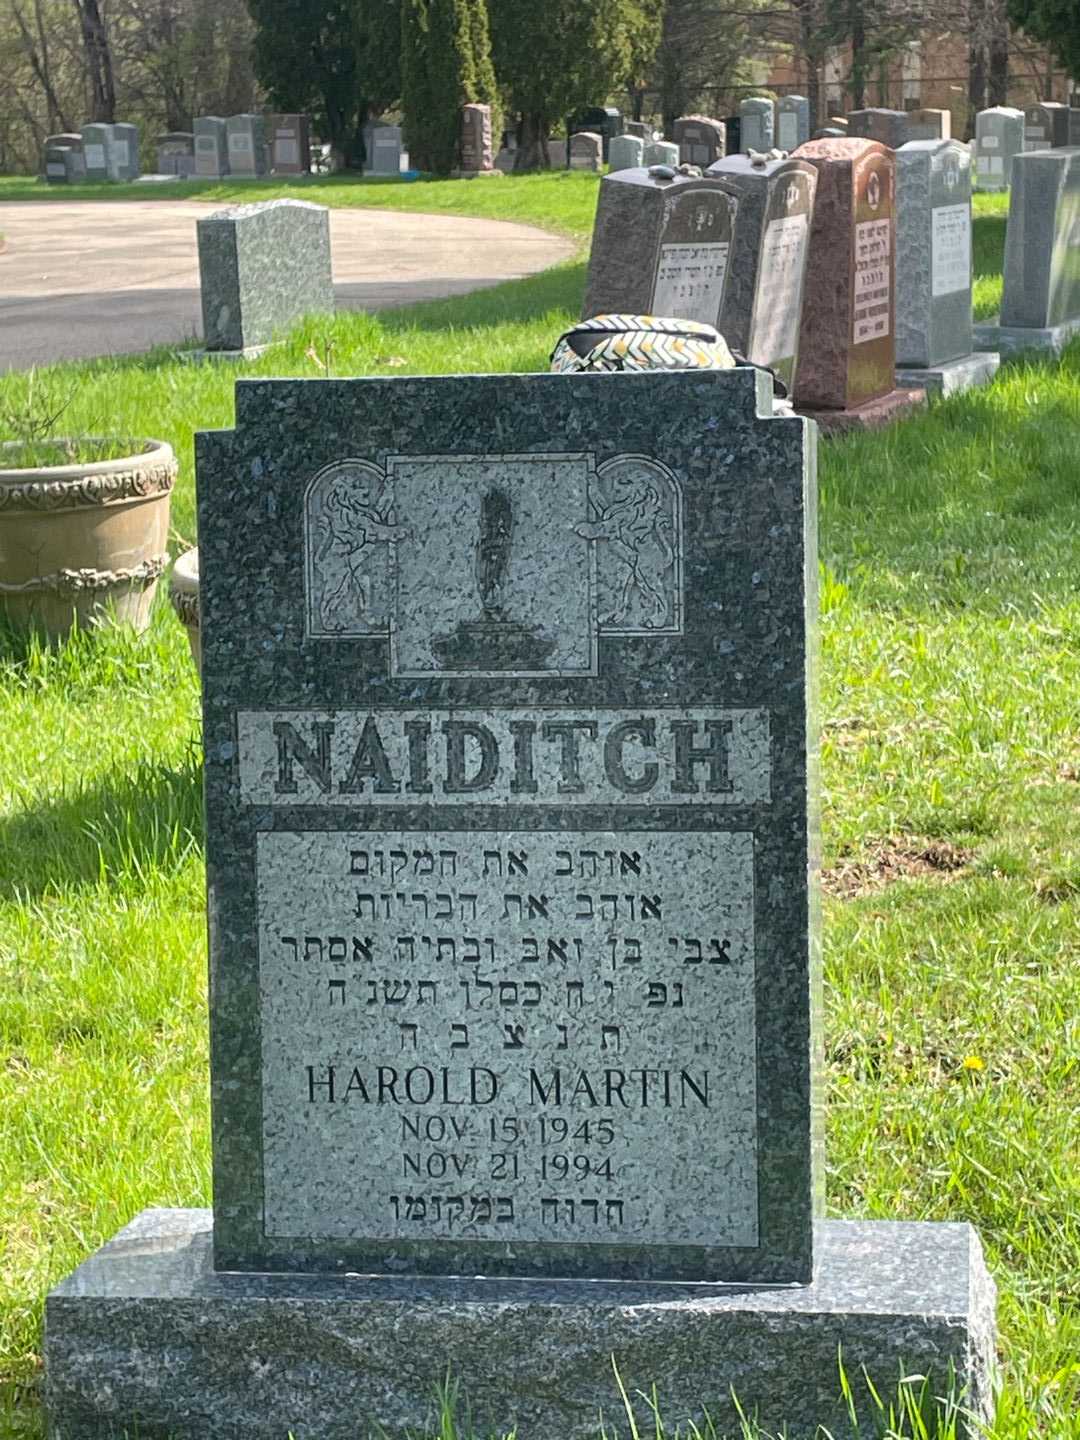 NAIDITCH
אוהב את המקום
אוהב את הבריות
צבי בן זאב ובתיה אסתר
נפ י״ח כסלו תשנ״ה
ת נ צ ב ה
HAROLD MARTIN
NOV. 15, 1945
NOV. 21, 1994
חדוה במקומו